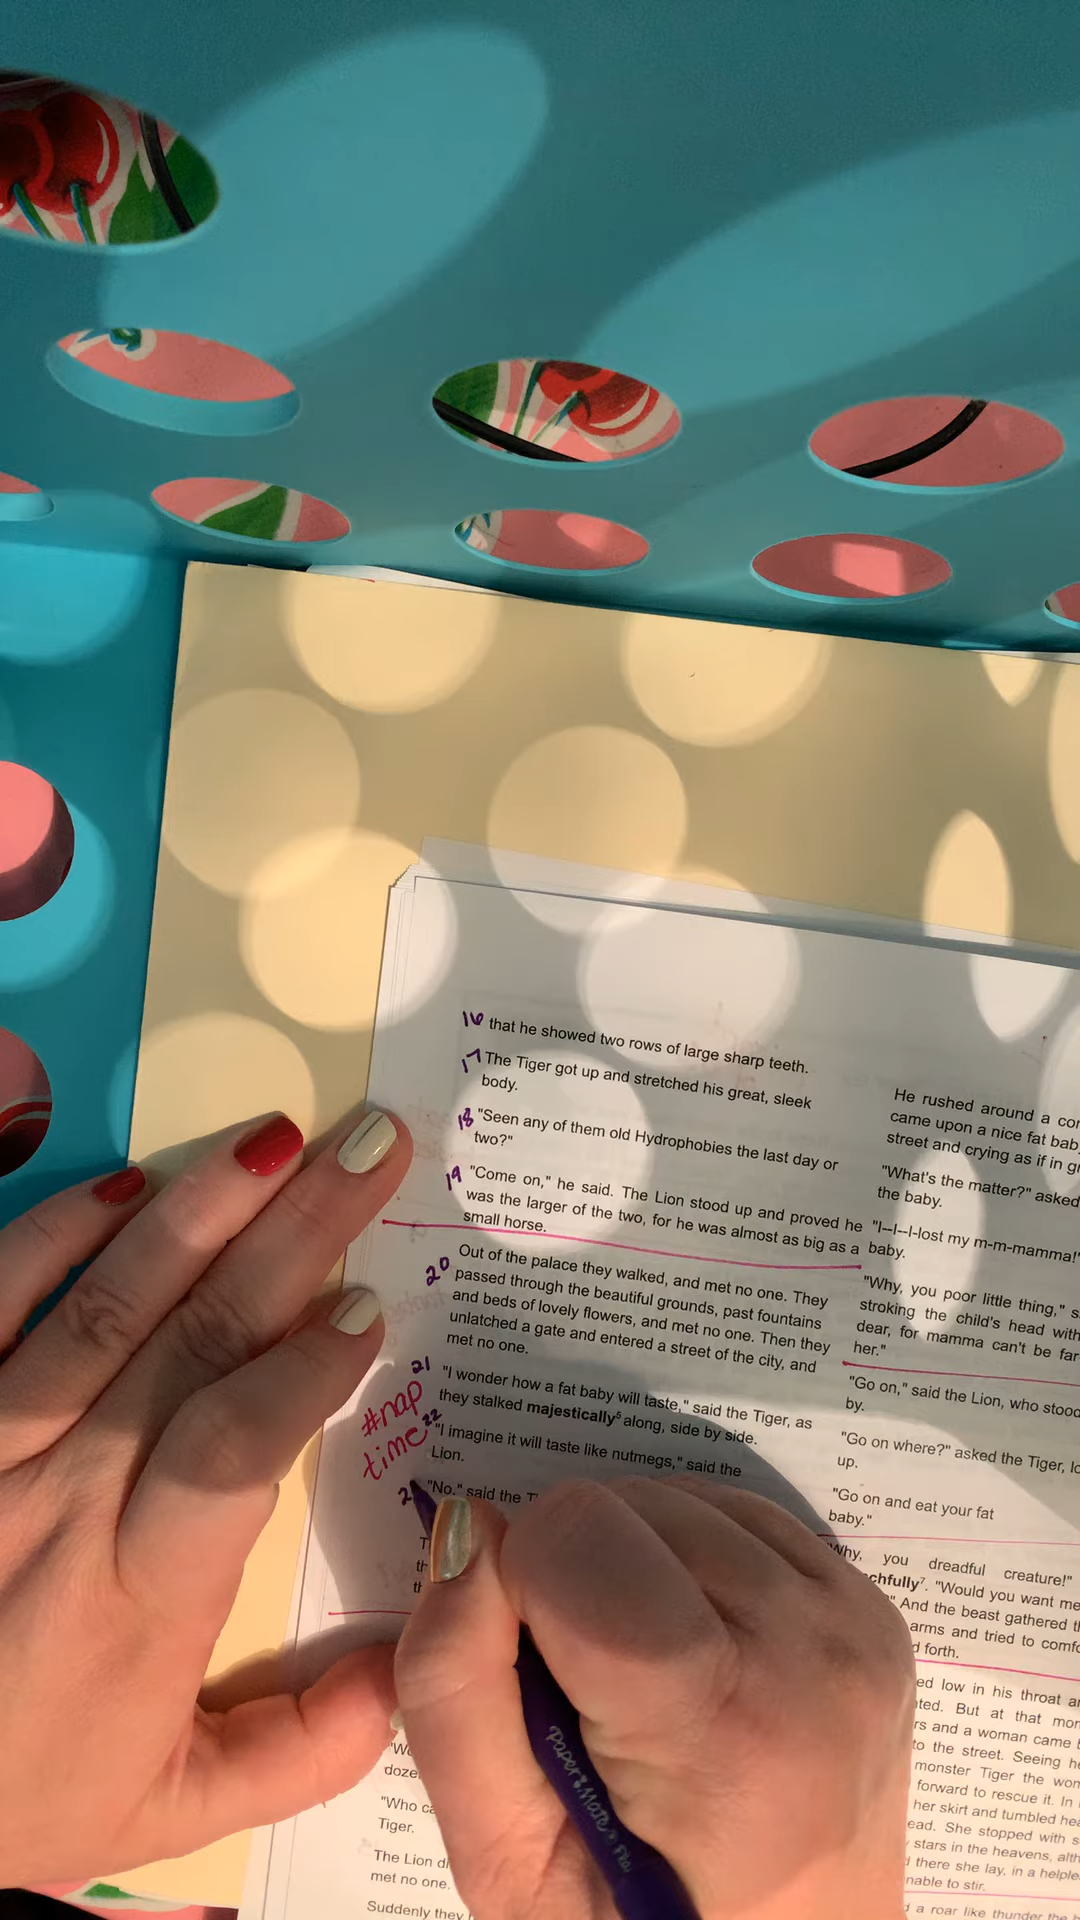 16 that he showed two rows of large sharp teeth.
17 The Tiger got up and stretched his great, sleek
body.
18 "Seen any of them old Hydrophobies the last day or
two?"
19 "Come on," he said. The Lion stood up and proved he
was the larger of the two, for he was almost as big as a
small horse.
20 Out of the palace they walked, and met no one. They
passed through the beautiful grounds, past fountains
and beds of lovely flowers, and met no one. Then they
unlatched a gate and entered a street of the city, and
met no one.
21 "I wonder how a fat baby will taste," said the Tiger, as
they stalked majestically⁵ along, side by side.
#nap
time
22 "I imagine it will taste like nutmegs," said the
Lion.
2 "No," said the
doze.
"Who
Tiger.
The Lion
met no one.
Suddenly they
He rushed around a
came upon a nice fat
street and crying as if in
"What's the matter?" asked
the baby.
"I--I--I-lost my m-m-mamma!"
baby.
"Why, you poor little thing,"
stroking the child's head with
dear, for mamma can't be far
her."
"Go on," said the Lion, who stood
by.
"Go on where?" asked the Tiger,
up.
"Go on and eat your fat
baby."
"Why, you dreadful creature!"
⁷. "Would you want me
" And the beast gathered
arms and tried to
forth.
low in his throat
But at that
and a woman came
to the street. Seeing
monster Tiger the
forward to rescue it. In
her skirt and tumbled
She stopped with
stars in the heavens,
there she lay, in a
to stir.
a roar like thunder
Paper Mate